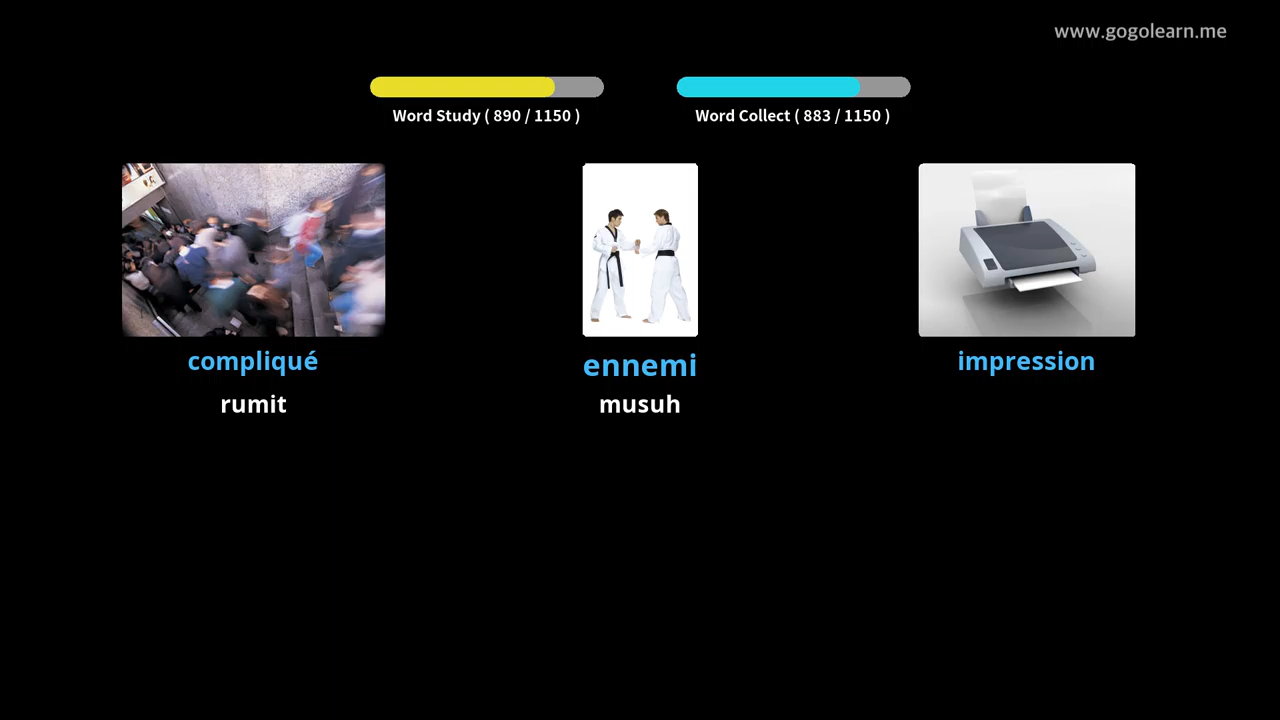 www.gogolearn.me
Word Study ( 890 / 1150 )
Word Collect ( 883 / 1150 )
compliqué
ennemi
impression
rumit
musuh